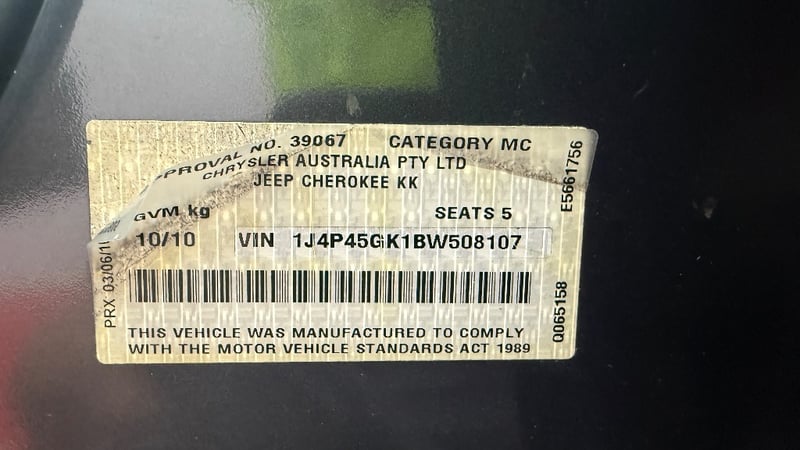 PROVAL NO. 39067 CATEGORY MC
CHRYSLER AUSTRALIA PTY LTD
JEEP CHEROKEE KK
GVM kg SEATS 5
10/10 VIN 1J4P45GK1BW508107
THIS VEHICLE WAS MANUFACTURED TO COMPLY
WITH THE MOTOR VEHICLE STANDARDS ACT 1989
PRX 03/06/1
E5661756
Q065158